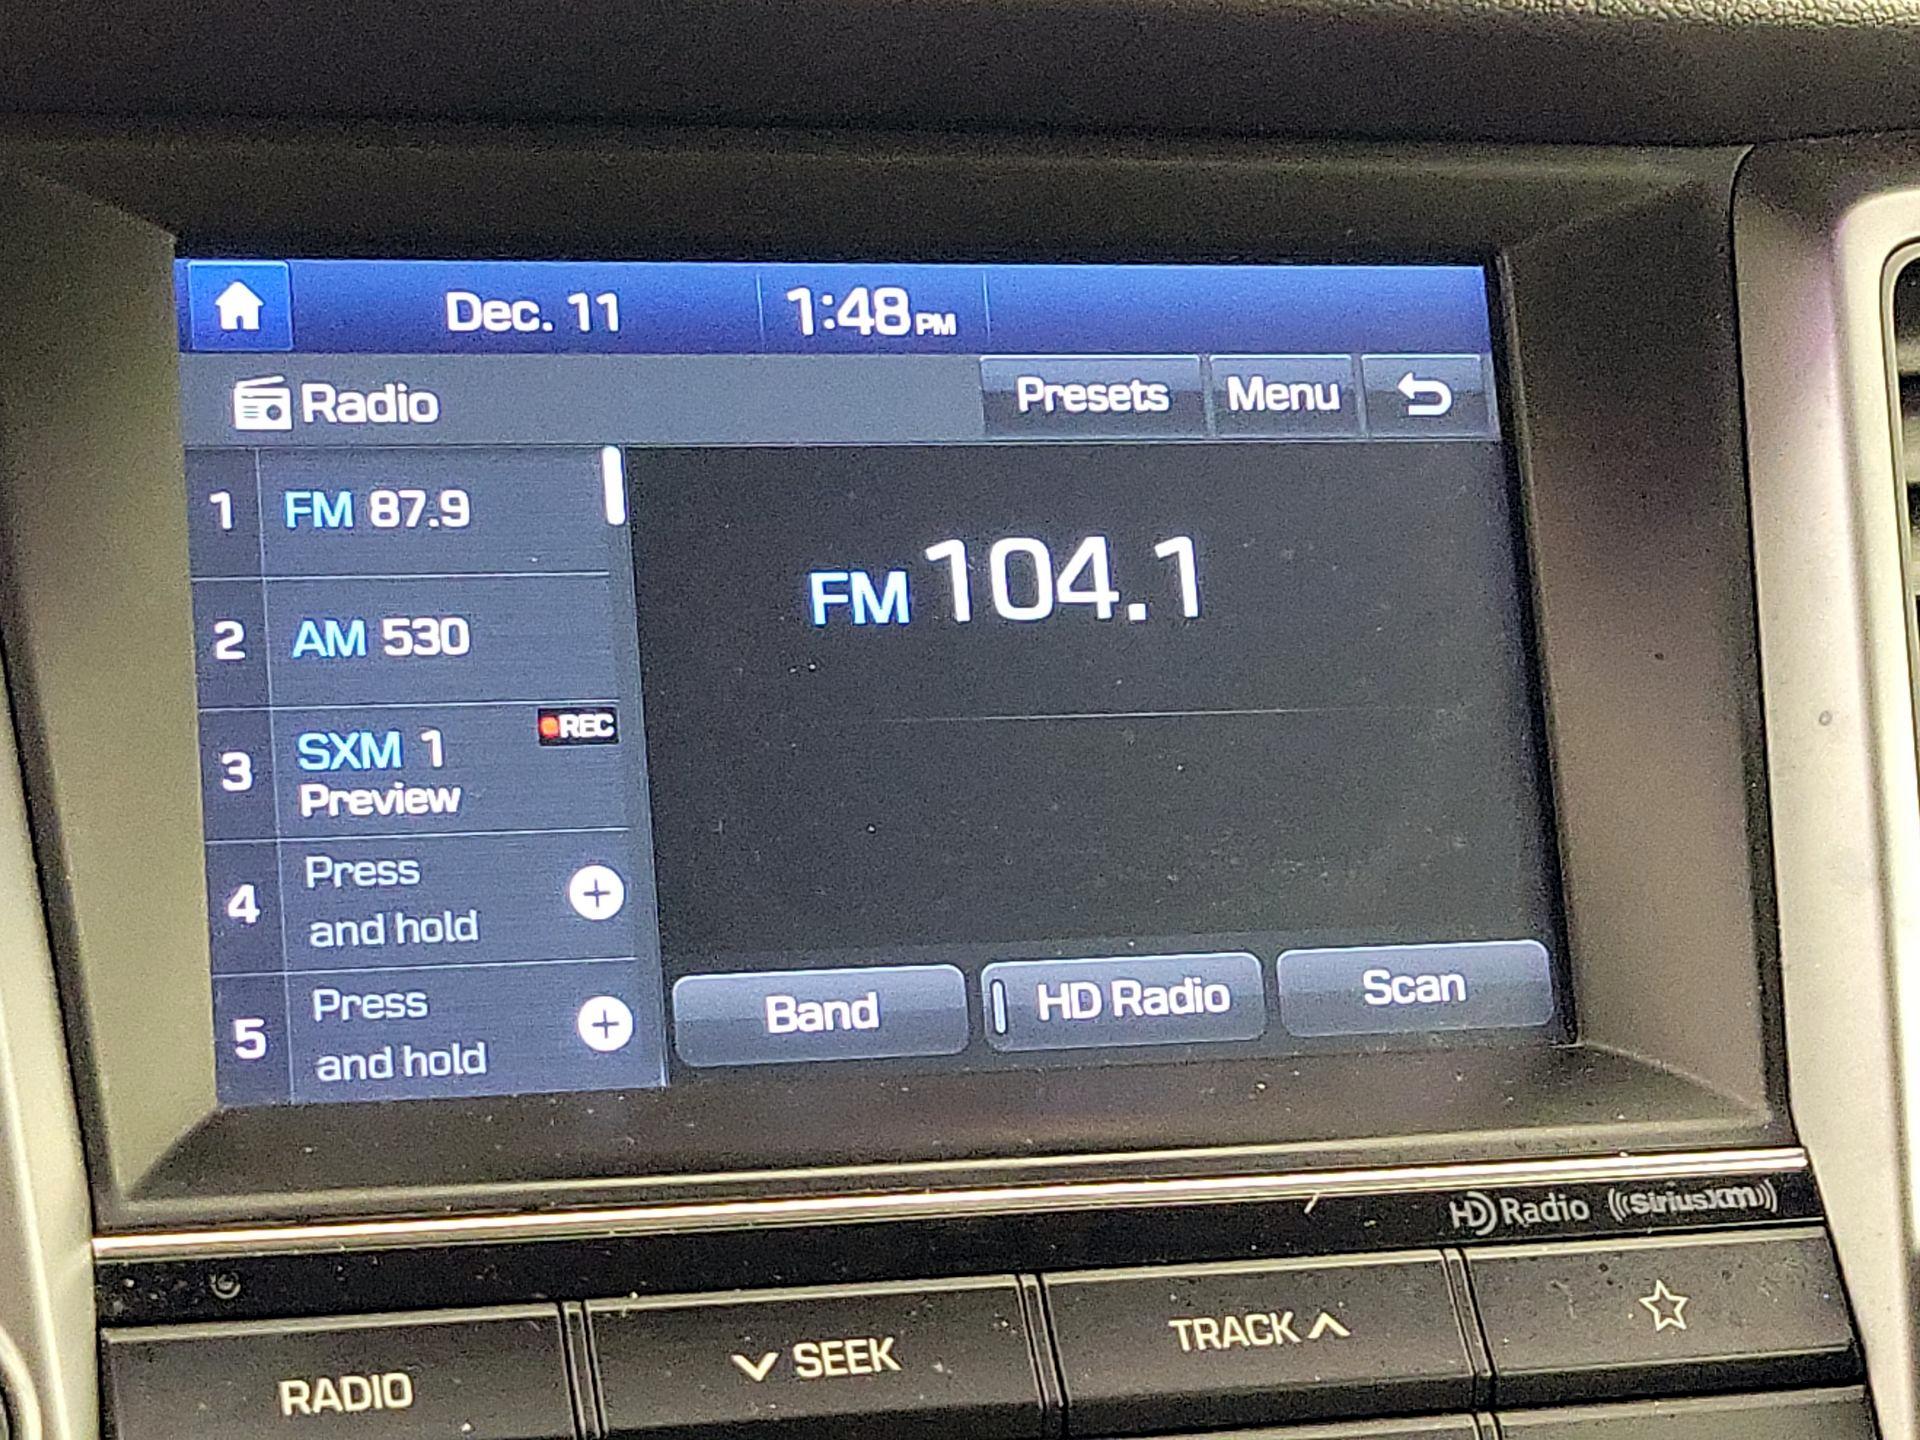 Dec. 11 1:48 PM
Radio Presets Menu
1 FM 87.9
FM 104.1
2 AM 530
3 SXM 1 REC
Preview
4 Press
and hold
5 Press
and hold
Band HD Radio Scan
HD Radio ((SiriusXM))
RADIO SEEK TRACK